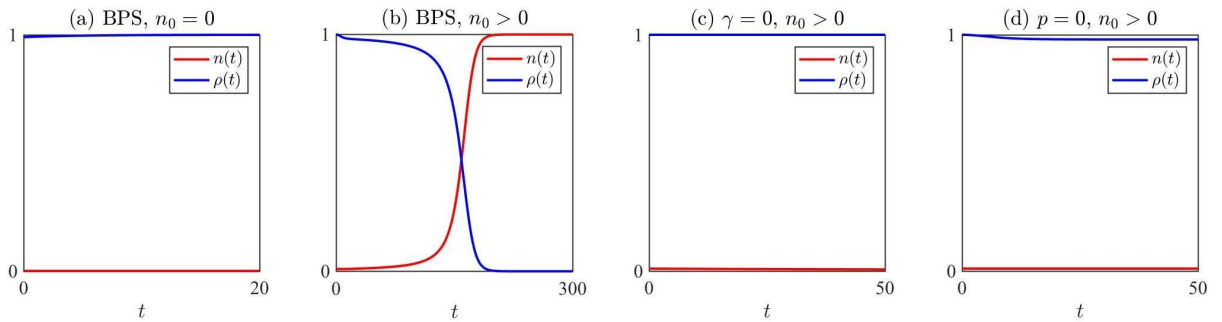 (a) BPS, n₀ = 0
1
n(t)
ρ(t)
0
0
20
t
(b) BPS, n₀ > 0
1
n(t)
ρ(t)
0
0
300
t
(c) γ = 0, n₀ > 0
1
n(t)
ρ(t)
0
0
50
t
(d) p = 0, n₀ > 0
1
n(t)
ρ(t)
0
0
50
t